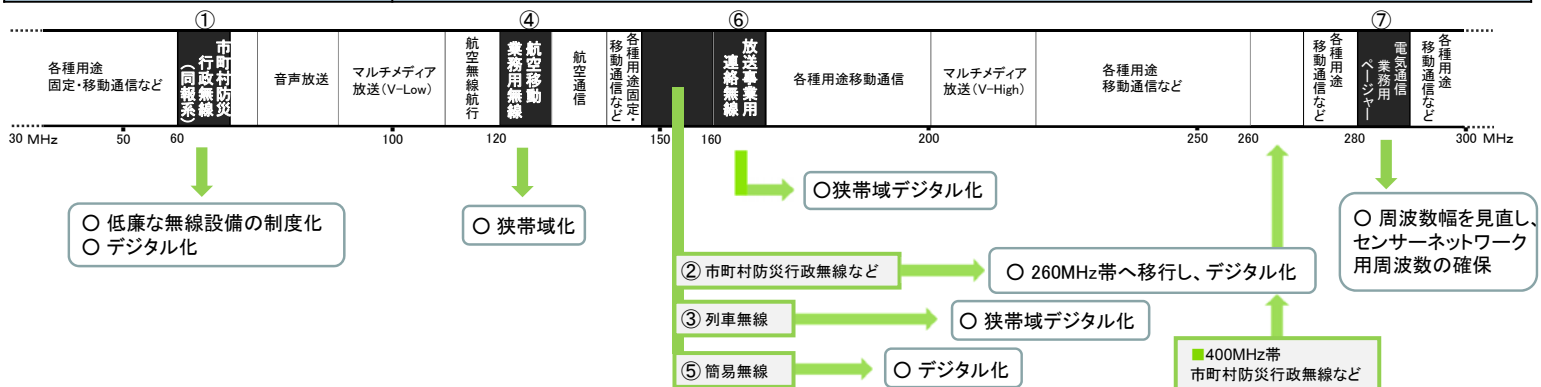 ①
④
⑥
⑦
各種用途
固定・移動通信など
市町村防災
行政無線
(同報系)
音声放送
マルチメディア
放送(V-Low)
航空無線航行
航空移動
業務用無線
航空通信
各種用途固定・
移動通信など
放送事業用
連絡無線
各種用途移動通信
マルチメディア
放送(V-High)
各種用途
移動通信など
各種用途
移動通信など
電気通信
業務用
ページャー
各種用途
移動通信など
30 MHz
50
60
100
120
150
160
200
250
260
280
300 MHz
○ 低廉な無線設備の制度化
○ デジタル化
○ 狭帯域化
○狭帯域デジタル化
○ 周波数幅を見直し、
センサーネットワーク
用周波数の確保
② 市町村防災行政無線など
○ 260MHz帯へ移行し、デジタル化
③ 列車無線
○ 狭帯域デジタル化
⑤ 簡易無線
○ デジタル化
■400MHz帯
市町村防災行政無線など